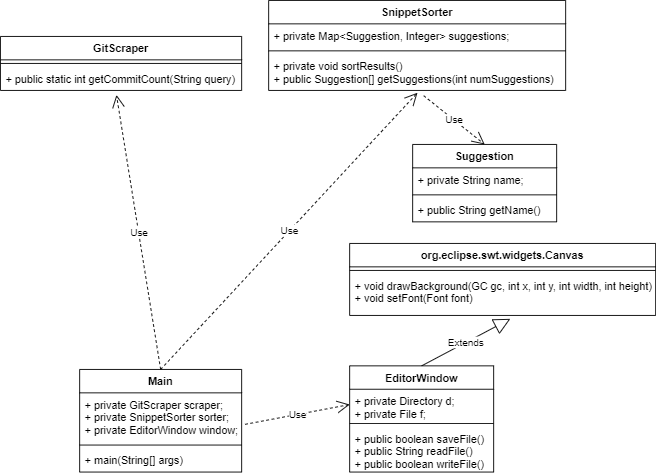 SnippetSorter
+ private Map<Suggestion, Integer> suggestions;
+ private void sortResults()
+ public Suggestion[] getSuggestions(int numSuggestions)
GitScraper
+ public static int getCommitCount(String query)
Use
Suggestion
+ private String name;
+ public String getName()
Use
Use
org.eclipse.swt.widgets.Canvas
+ void drawBackground(GC gc, int x, int y, int width, int height)
+ void setFont(Font font)
Extends
Main
+ private GitScraper scraper;
+ private SnippetSorter sorter;
+ private EditorWindow window;
+ main(String[] args)
Use
EditorWindow
+ private Directory d;
+ private File f;
+ public boolean saveFile()
+ public String readFile()
+ public boolean writeFile()